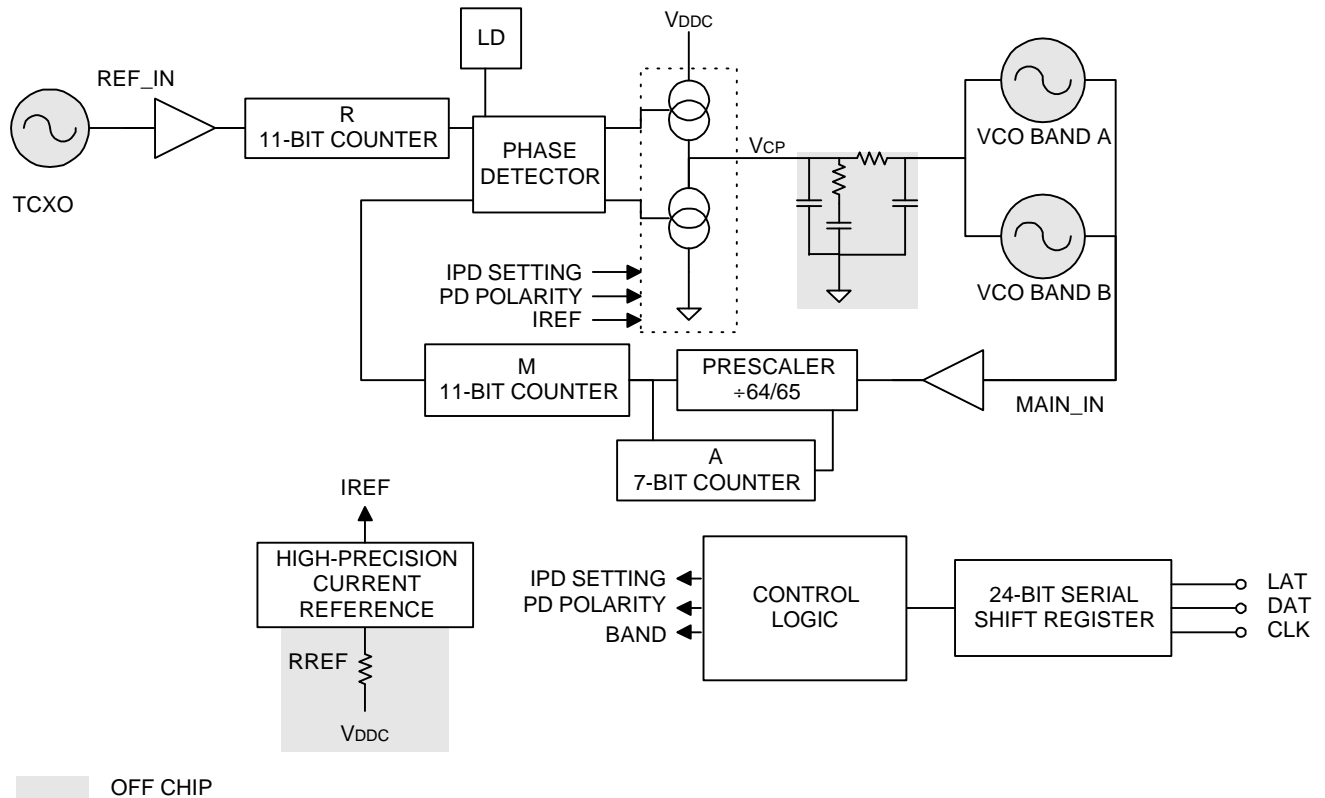 LD
VDDC
REF_IN
R
11-BIT COUNTER
PHASE
DETECTOR
VCP
VCO BAND A
TCXO
VCO BAND B
IPD SETTING
PD POLARITY
IREF
M
11-BIT COUNTER
PRESCALER
÷64/65
MAIN_IN
A
7-BIT COUNTER
IREF
HIGH-PRECISION
CURRENT
REFERENCE
RREF
VDDC
IPD SETTING
PD POLARITY
BAND
CONTROL
LOGIC
24-BIT SERIAL
SHIFT REGISTER
LAT
DAT
CLK
OFF CHIP